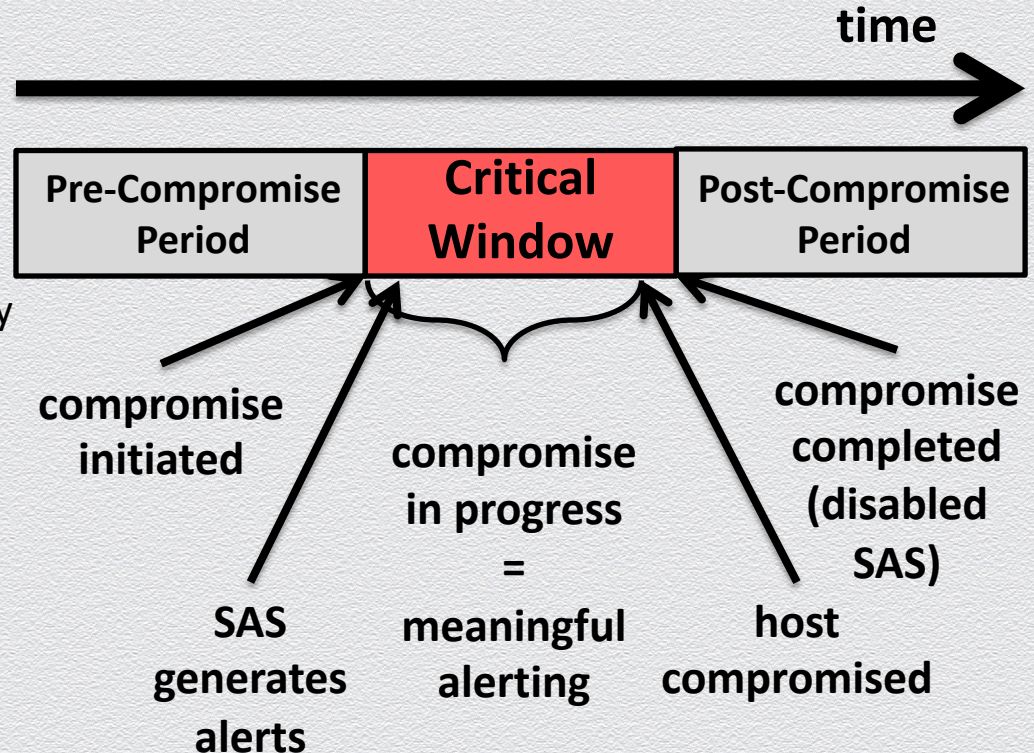 time
Pre-Compromise
Period
Critical
Window
Post-Compromise
Period
y
compromise
initiated
SAS
generates
alerts
compromise
in progress
=
meaningful
alerting
host
compromised
compromise
completed
(disabled
SAS)